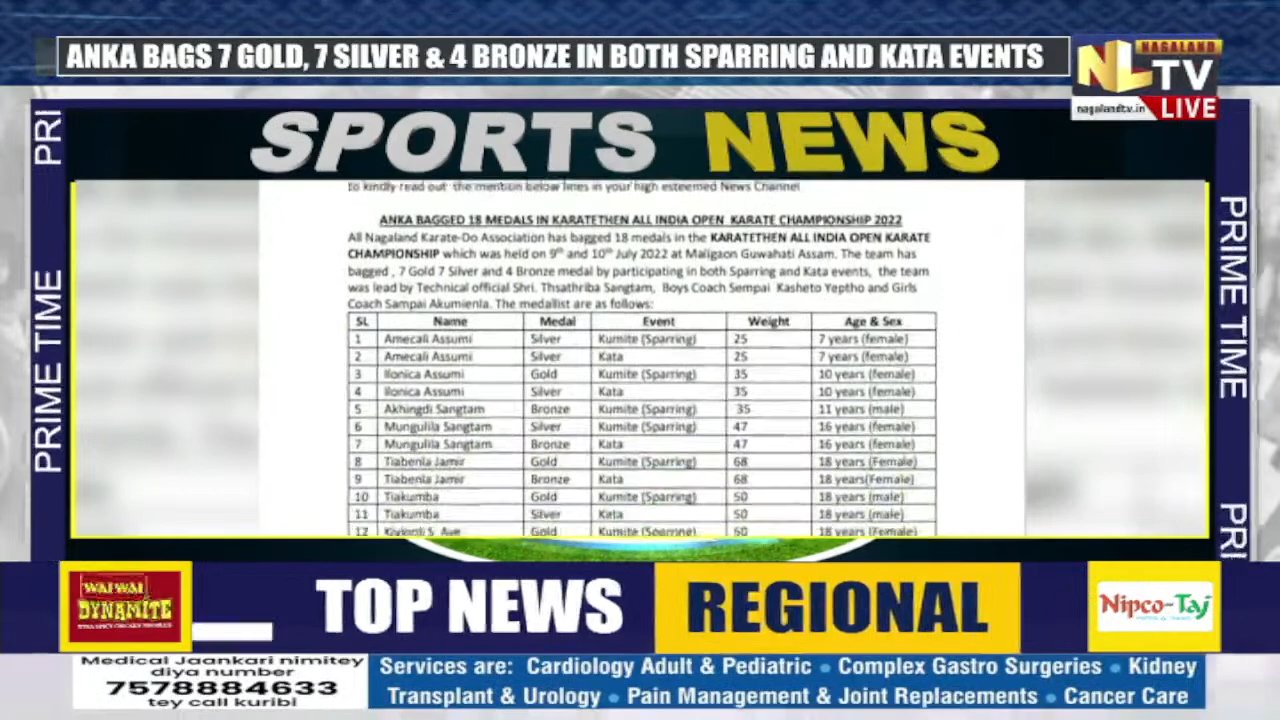 ANKA BAGS 7 GOLD, 7 SILVER & 4 BRONZE IN BOTH SPARRING AND KATA EVENTS
NAGALAND
NLTV
nagalandtv.in LIVE
SPORTS NEWS
PRI
PRIME TIME
PRIME TIME
PRI
to kindly read out the mention below lines in your high esteemed News Channel
ANKA BAGGED 18 MEDALS IN KARATETHEN ALL INDIA OPEN KARATE CHAMPIONSHIP 2022
All Nagaland Karate-Do Association has bagged 18 medals in the KARATETHEN ALL INDIA OPEN KARATE
CHAMPIONSHIP which was held on 9th and 10th July 2022 at Maligaon Guwahati Assam. The team has
bagged , 7 Gold 7 Silver and 4 Bronze medal by participating in both Sparring and Kata events, the team
was lead by Technical official Shri. Thsathriba Sangtam, Boys Coach Sempai Kasheto Yeptho and Girls
Coach Sampai Akumienla. The medallist are as follows:
SL Name Medal Event Weight Age & Sex
1 Amecali Assumi Silver Kumite (Sparring) 25 7 years (female)
2 Amecali Assumi Silver Kata 25 7 years (female)
3 Ilonica Assumi Gold Kumite (Sparring) 35 10 years (female)
4 Ilonica Assumi Silver Kata 35 10 years (female)
5 Akhingdi Sangtam Bronze Kumite (Sparring) 35 11 years (male)
6 Mungulila Sangtam Silver Kumite (Sparring) 47 16 years (female)
7 Mungulila Sangtam Bronze Kata 47 16 years (female)
8 Tiabenla Jamir Gold Kumite (Sparring) 68 18 years (Female)
9 Tiabenla Jamir Bronze Kata 68 18 years(Female)
10 Tiakumba Gold Kumite (Sparring) 50 18 years (male)
11 Tiakumba Silver Kata 50 18 years (male)
12 Gold Kumite (Sparring) 50 18 years (Female)
WAI WAI
DYNAMITE
TOP NEWS REGIONAL
Nipco-Taj
Medical Jaankari nimitey
diya number
7578884633
tey call kuribi
Services are: Cardiology Adult & Pediatric • Complex Gastro Surgeries • Kidney
Transplant & Urology • Pain Management & Joint Replacements • Cancer Care